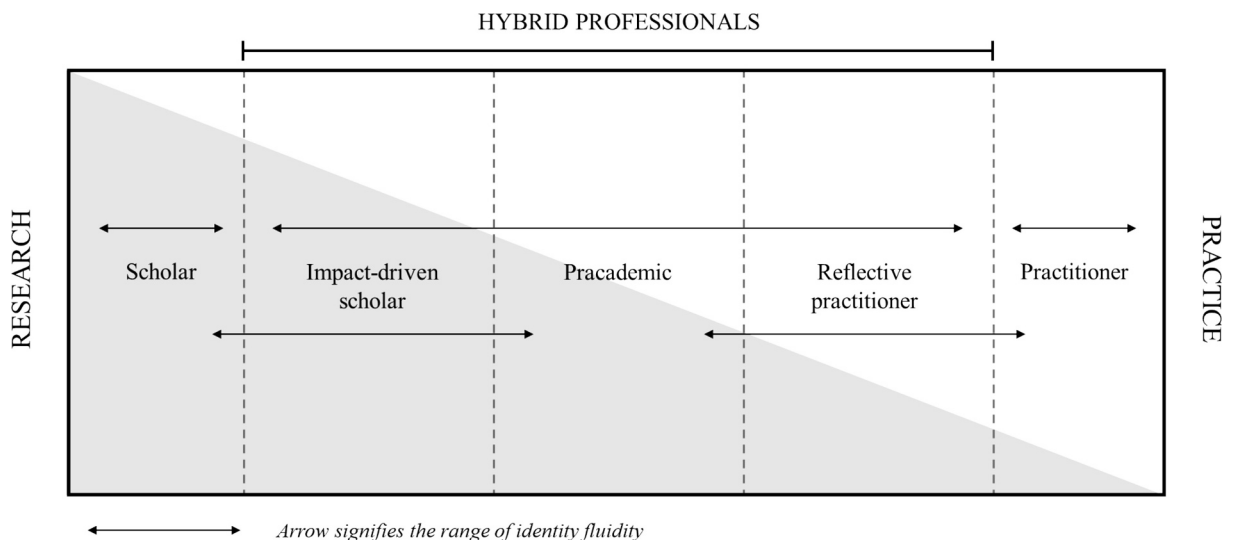 HYBRID PROFESSIONALS
RESEARCH
Scholar
Impact-driven
scholar
Pracademic
Reflective
practitioner
Practitioner
PRACTICE
Arrow signifies the range of identity fluidity